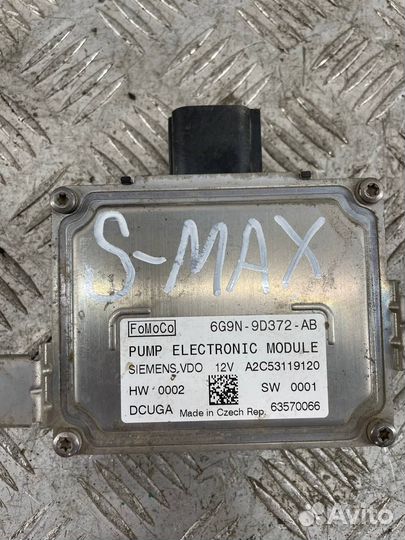 S-MAX
FoMoCo 6G9N-9D372-AB
PUMP ELECTRONIC MODULE
SIEMENS VDO 12V A2C53119120
HW 0002 SW 0001
DCUGA Made in Czech Rep. 63570066
Avito